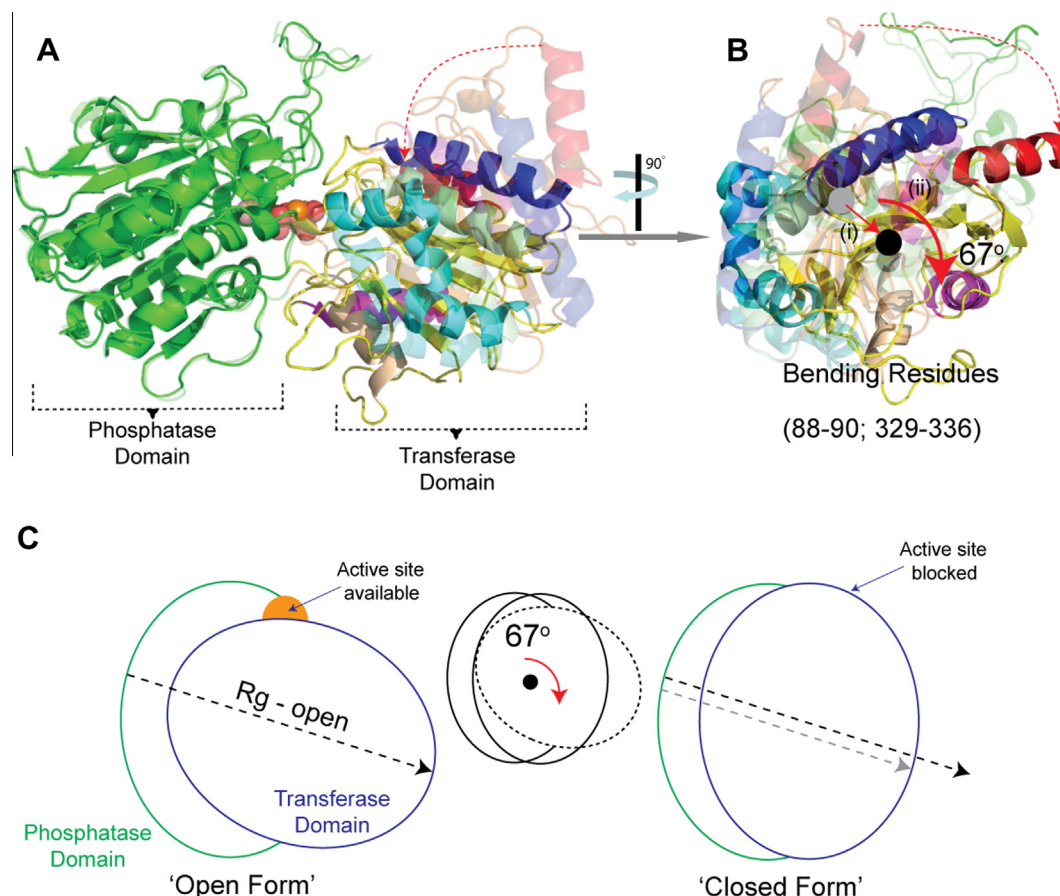 A
B
90°
(ii)
(i)
67°
Bending Residues
(88-90; 329-336)
Phosphatase
Domain
Transferase
Domain
C
Active site
available
Active site
blocked
67°
Rg - open
Transferase
Domain
Phosphatase
Domain
'Open Form'
'Closed Form'